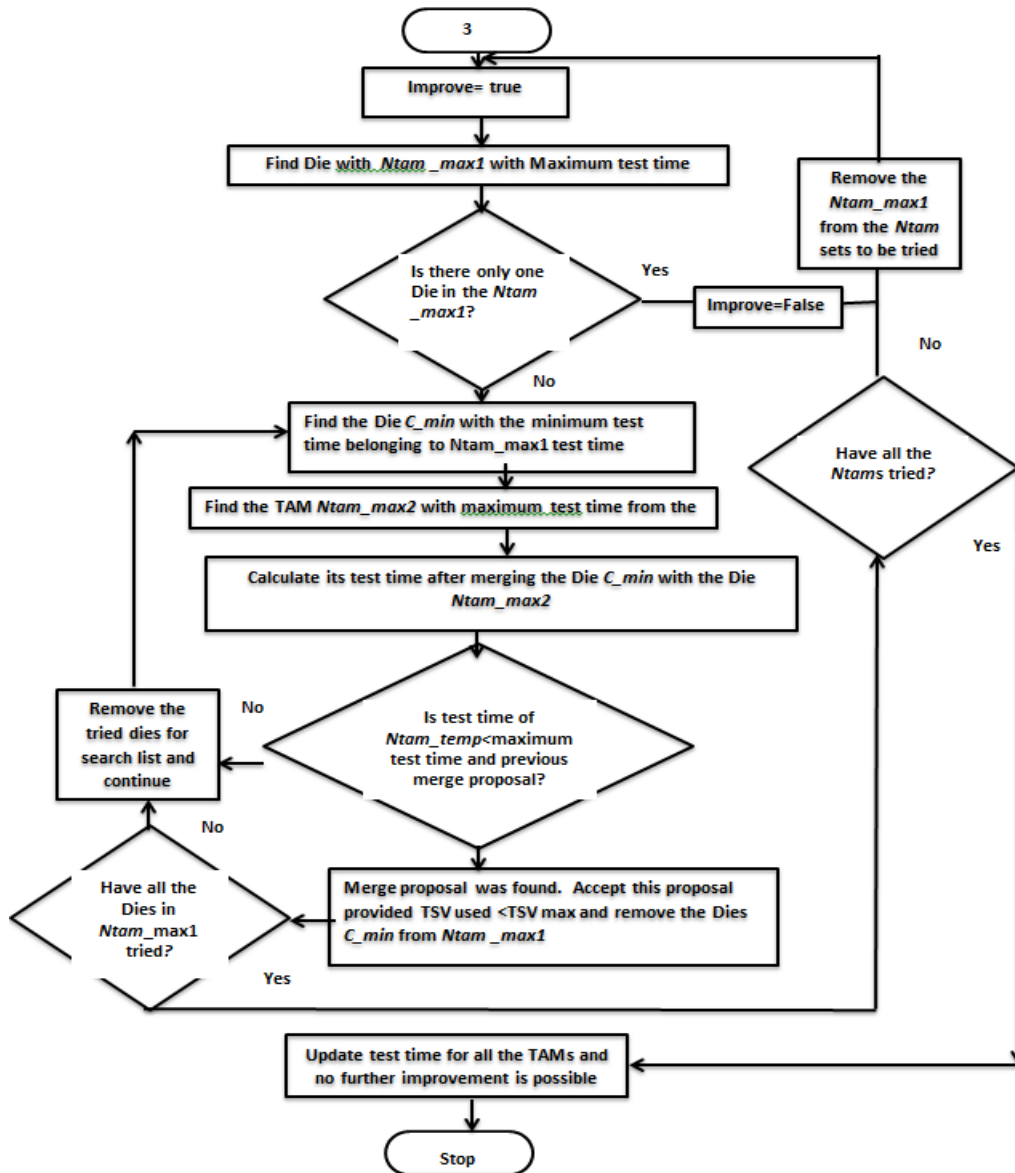 3
Improve= true
Find Die with Ntam _max1 with Maximum test time
Is there only one
Die in the Ntam
_max1?
Yes
Improve=False
Remove the
Ntam_max1
from the Ntam
sets to be tried
No
No
Find the Die C_min with the minimum test
time belonging to Ntam_max1 test time
Have all the
Ntams tried?
Yes
Find the TAM Ntam_max2 with maximum test time from the
Calculate its test time after merging the Die C_min with the Die
Ntam_max2
Is test time of
Ntam_temp<maximum
test time and previous
merge proposal?
No
Remove the
tried dies for
search list and
continue
No
Have all the
Dies in
Ntam_max1
tried?
Yes
Merge proposal was found. Accept this proposal
provided TSV used <TSV max and remove the Dies
C_min from Ntam _max1
Update test time for all the TAMs and
no further improvement is possible
Stop